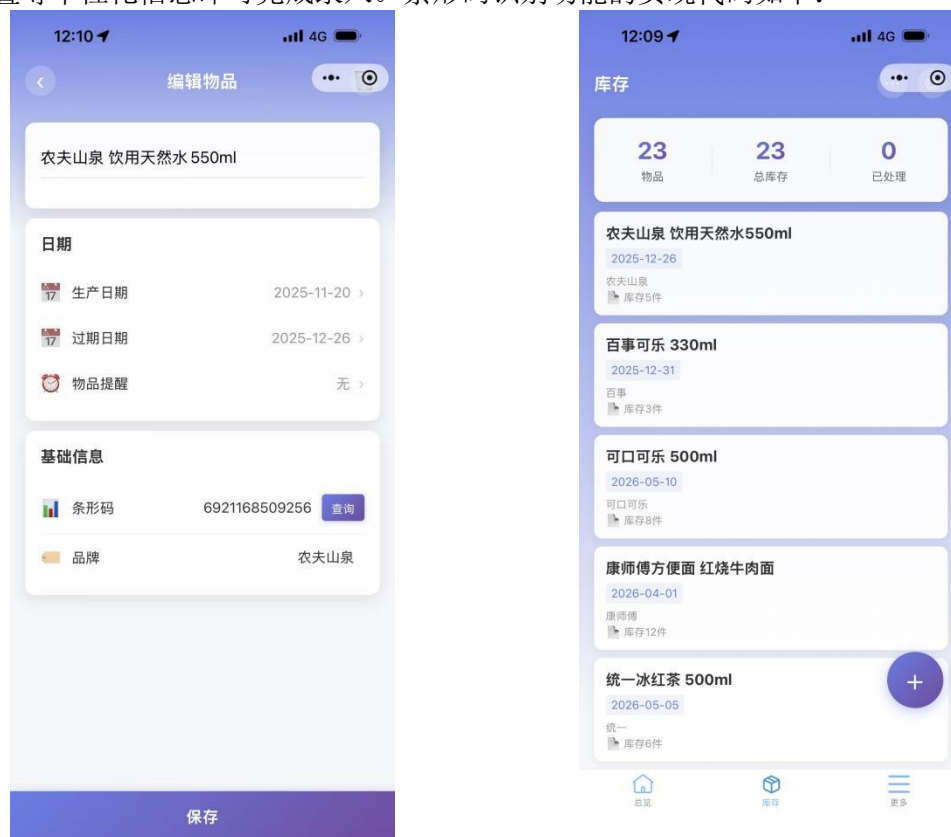 12:10
4G
编辑物品
农夫山泉 饮用天然水 550ml
日期
17 生产日期 2025-11-20
17 过期日期 2025-12-26
物品提醒 无
基础信息
条形码 6921168509256 查询
品牌 农夫山泉
保存
12:09
4G
库存
23 23 0
物品 总库存 已处理
农夫山泉 饮用天然水550ml
2025-12-26
农夫山泉
库存5件
百事可乐 330ml
2025-12-31
百事
库存3件
可口可乐 500ml
2026-05-10
可口可乐
库存8件
康师傅方便面 红烧牛肉面
2026-04-01
康师傅
库存12件
统一冰红茶 500ml
2026-05-05
统一
库存6件
总览 库存 更多